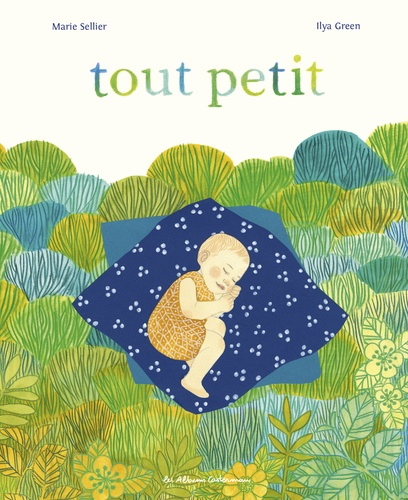 Marie Sellier
Ilya Green
tout petit
Les Albums Casterman